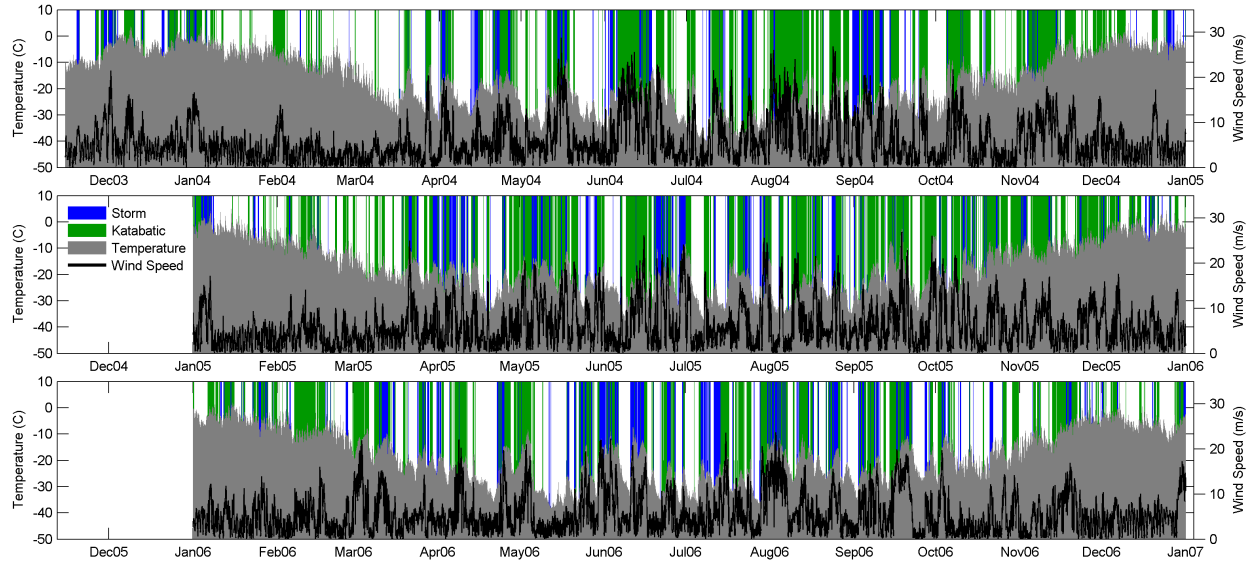 10
0
-10
-20
-30
-40
-50
Temperature (C)
30
20
10
0
Wind Speed (m/s)
Dec03 Jan04 Feb04 Mar04 Apr04 May04 Jun04 Jul04 Aug04 Sep04 Oct04 Nov04 Dec04 Jan05
10
0
-10
-20
-30
-40
-50
Temperature (C)
Storm
Katabatic
Temperature
Wind Speed
30
20
10
0
Wind Speed (m/s)
Dec04 Jan05 Feb05 Mar05 Apr05 May05 Jun05 Jul05 Aug05 Sep05 Oct05 Nov05 Dec05 Jan06
10
0
-10
-20
-30
-40
-50
Temperature (C)
30
20
10
0
Wind Speed (m/s)
Dec05 Jan06 Feb06 Mar06 Apr06 May06 Jun06 Jul06 Aug06 Sep06 Oct06 Nov06 Dec06 Jan07